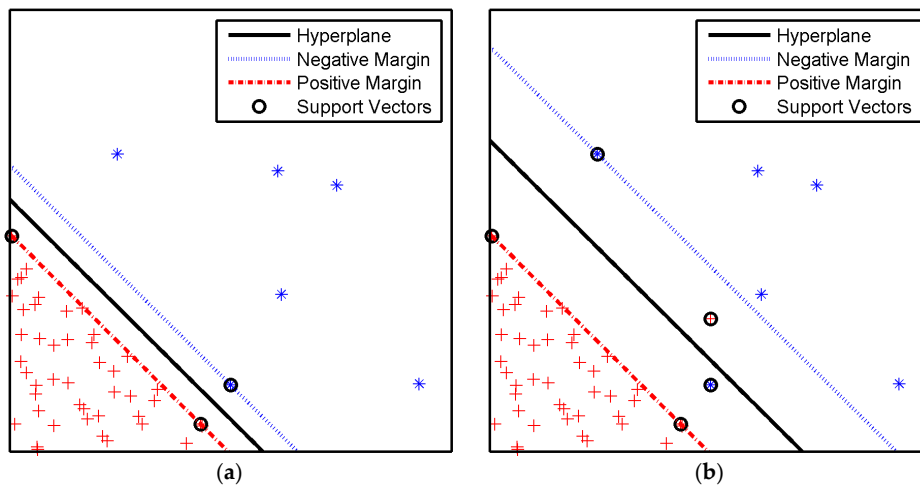 Hyperplane
Negative Margin
Positive Margin
Support Vectors
Hyperplane
Negative Margin
Positive Margin
Support Vectors
(a)
(b)